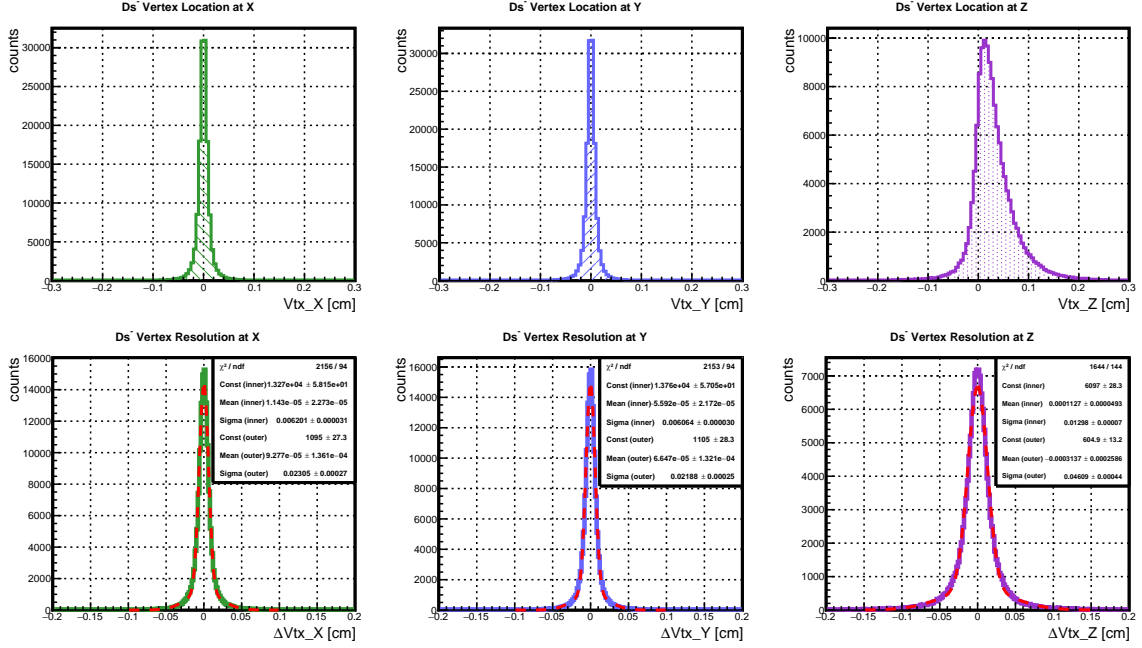 Ds⁻ Vertex Location at X
counts
30000
25000
20000
15000
10000
5000
0
−0.3 −0.2 −0.1 0 0.1 0.2 0.3
Vtx_X [cm]
Ds⁻ Vertex Location at Y
counts
30000
25000
20000
15000
10000
5000
0
−0.3 −0.2 −0.1 0 0.1 0.2 0.3
Vtx_Y [cm]
Ds⁻ Vertex Location at Z
counts
10000
8000
6000
4000
2000
0
−0.3 −0.2 −0.1 0 0.1 0.2 0.3
Vtx_Z [cm]
Ds⁻ Vertex Resolution at X
counts
16000
14000
12000
10000
8000
6000
4000
2000
0
χ² / ndf 2156 / 94
Const (inner) 1.327e+04 ± 5.815e+01
Mean (inner) 1.143e−05 ± 2.273e−05
Sigma (inner) 0.006201 ± 0.000031
Const (outer) 1095 ± 27.3
Mean (outer) 9.277e−05 ± 1.361e−04
Sigma (outer) 0.02305 ± 0.00027
−0.2 −0.15 −0.1 −0.05 0 0.05 0.1 0.15 0.2
ΔVtx_X [cm]
Ds⁻ Vertex Resolution at Y
counts
16000
14000
12000
10000
8000
6000
4000
2000
0
χ² / ndf 2153 / 94
Const (inner) 1.376e+04 ± 5.705e+01
Mean (inner) −5.592e−05 ± 2.172e−05
Sigma (inner) 0.006064 ± 0.000030
Const (outer) 1105 ± 28.3
Mean (outer) 6.647e−05 ± 1.321e−04
Sigma (outer) 0.02188 ± 0.00025
−0.2 −0.15 −0.1 −0.05 0 0.05 0.1 0.15 0.2
ΔVtx_Y [cm]
Ds⁻ Vertex Resolution at Z
counts
7000
6000
5000
4000
3000
2000
1000
0
χ² / ndf 1644 / 144
Const (inner) 6097 ± 28.3
Mean (inner) 0.0001127 ± 0.0000493
Sigma (inner) 0.01298 ± 0.00007
Const (outer) 604.9 ± 13.2
Mean (outer) −0.0003137 ± 0.0002586
Sigma (outer) 0.04609 ± 0.00044
−0.2 −0.15 −0.1 −0.05 0 0.05 0.1 0.15 0.2
ΔVtx_Z [cm]